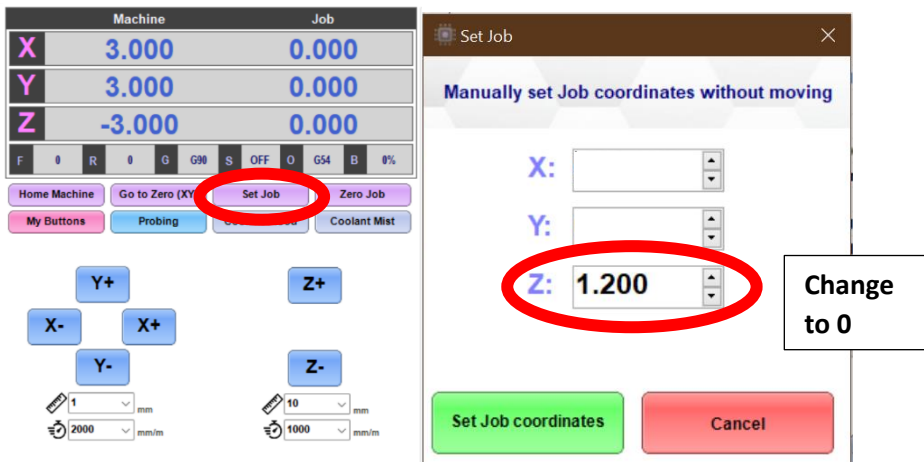 Machine Job
X 3.000 0.000
Y 3.000 0.000
Z -3.000 0.000
F 0 R 0 G G90 S OFF O G54 B 0%
Home Machine Go to Zero (XY Set Job Zero Job
My Buttons Probing Coolant Mist
Y+
X- X+
Y-
1 mm
2000 mm/m
Z+
Z-
10 mm
1000 mm/m
Set Job
Manually set Job coordinates without moving
X:
Y:
Z: 1.200
Set Job coordinates Cancel
Change
to 0